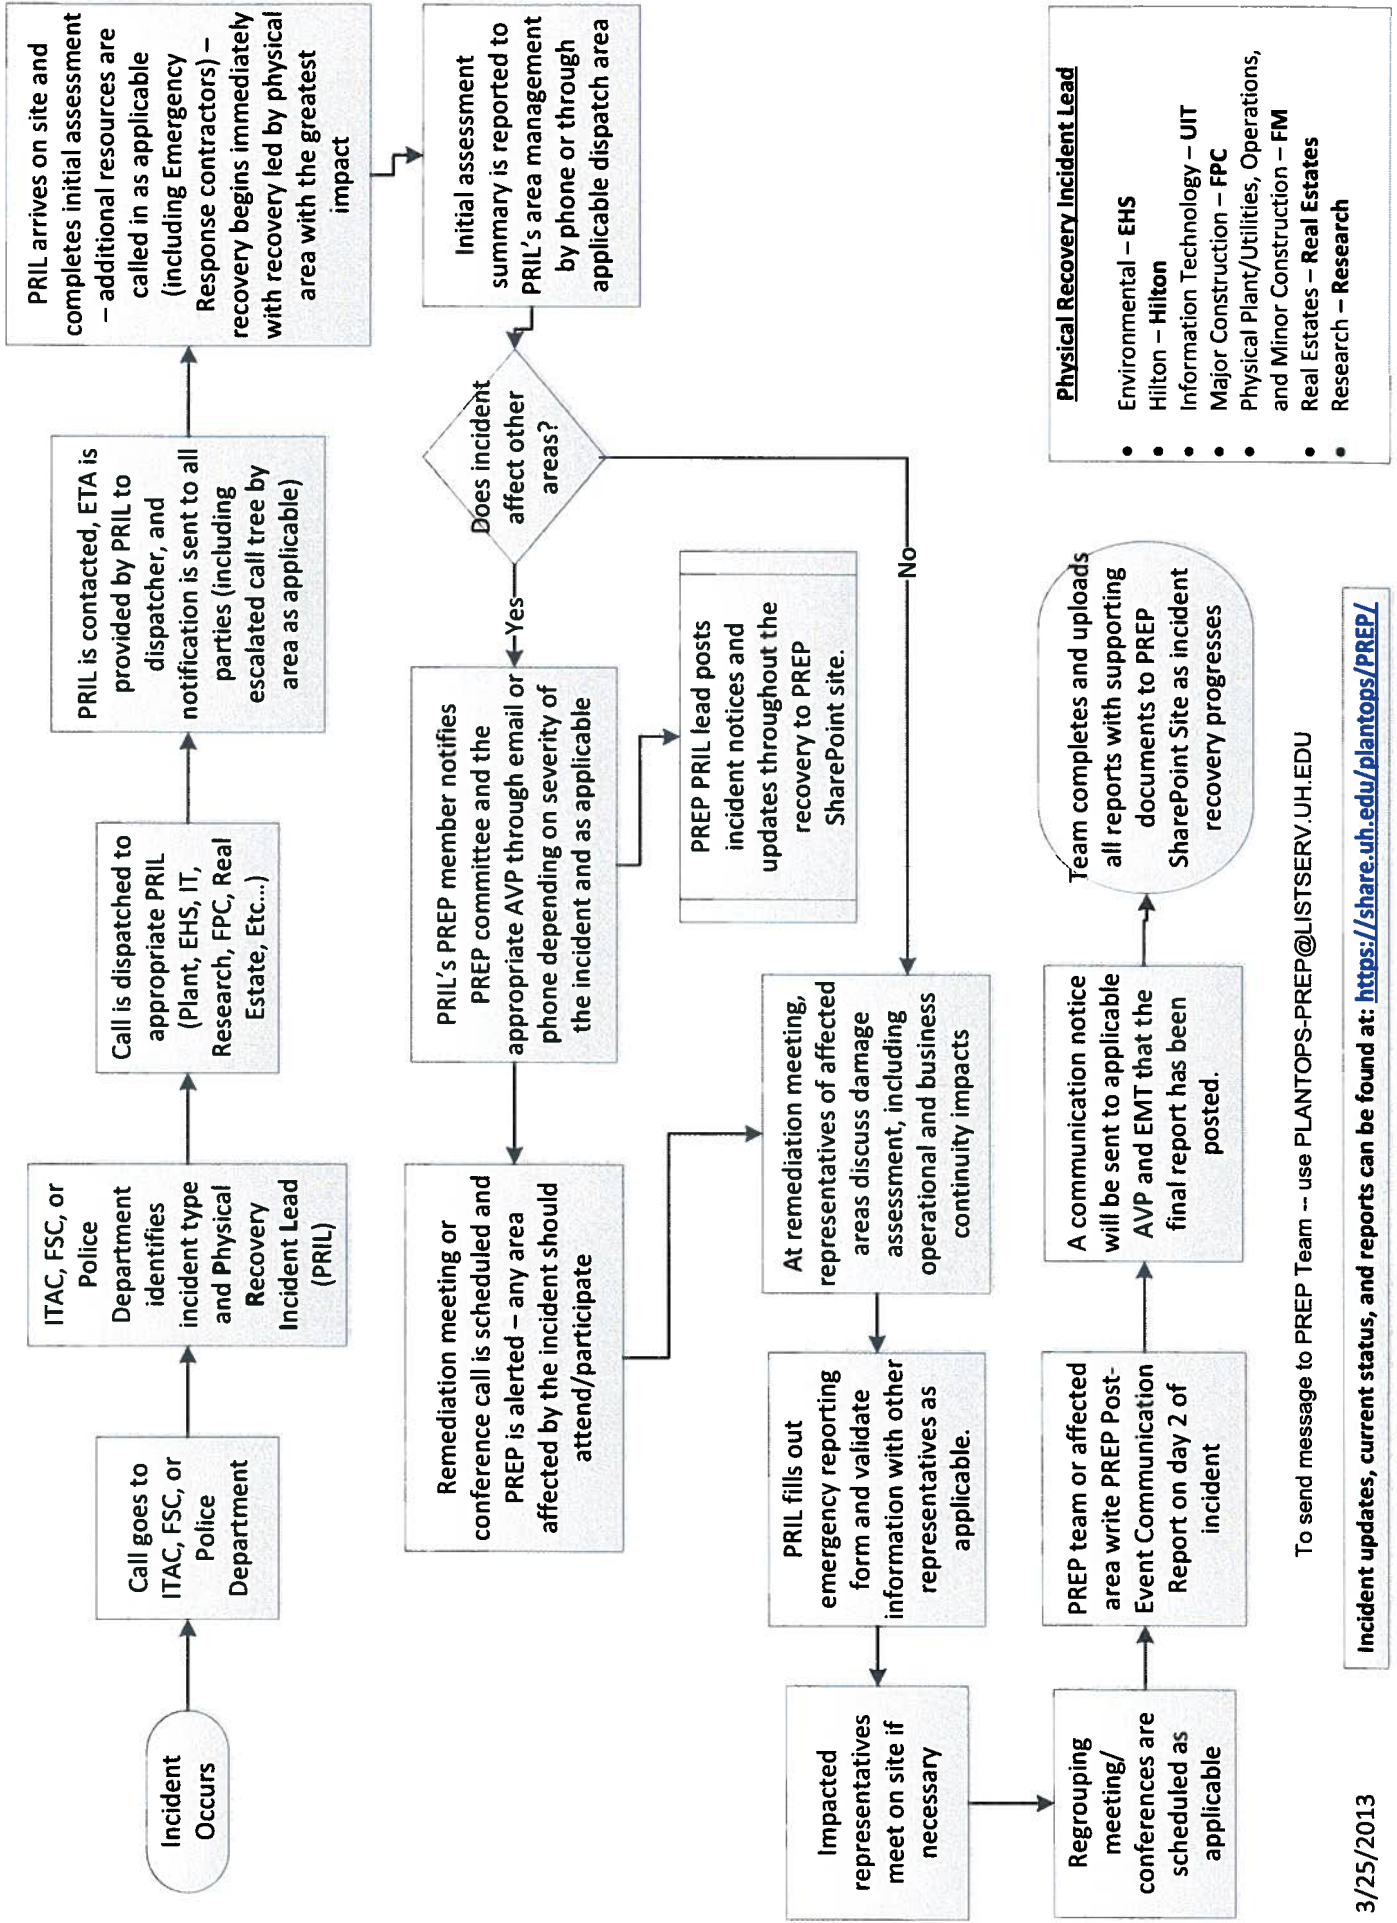 Incident
Occurs
Call goes to
ITAC, FSC, or
Police
Department
ITAC, FSC, or
Police
Department
identifies
incident type
and Physical
Recovery
Incident Lead
(PRIL)
Call is dispatched to
appropriate PRIL
(Plant, EHS, IT,
Research, FPC, Real
Estate, Etc...)
PRIL is contacted, ETA is
provided by PRIL to
dispatcher, and
notification is sent to all
parties (including
escalated call tree by
area as applicable)
PRIL arrives on site and
completes initial assessment
– additional resources are
called in as applicable
(including Emergency
Response contractors) –
recovery begins immediately
with recovery led by physical
area with the greatest
impact
Initial assessment
summary is reported to
PRIL's area management
by phone or through
applicable dispatch area
Does incident
affect other
areas?
Yes
No
PRIL's PREP member notifies
PREP committee and the
appropriate AVP through email or
phone depending on severity of
the incident and as applicable
PREP PRIL lead posts
incident notices and
updates throughout the
recovery to PREP
SharePoint site.
Remediation meeting or
conference call is scheduled and
PREP is alerted – any area
affected by the incident should
attend/participate
At remediation meeting,
representatives of affected
areas discuss damage
assessment, including
operational and business
continuity impacts
PRIL fills out
emergency reporting
form and validate
information with other
representatives as
applicable.
Impacted
representatives
meet on site if
necessary
Regrouping
meeting/
conferences are
scheduled as
applicable
PREP team or affected
area write PREP Post-
Event Communication
Report on day 2 of
incident
A communication notice
will be sent to applicable
AVP and EMT that the
final report has been
posted.
Team completes and uploads
all reports with supporting
documents to PREP
SharePoint Site as incident
recovery progresses
Physical Recovery Incident Lead
• Environmental – EHS
• Hilton – Hilton
• Information Technology – UIT
• Major Construction – FPC
• Physical Plant/Utilities, Operations,
and Minor Construction – FM
• Real Estates – Real Estates
• Research – Research
To send message to PREP Team -- use PLANTOPS-PREP@LISTSERV.UH.EDU
Incident updates, current status, and reports can be found at: https://share.uh.edu/plantops/PREP/
3/25/2013